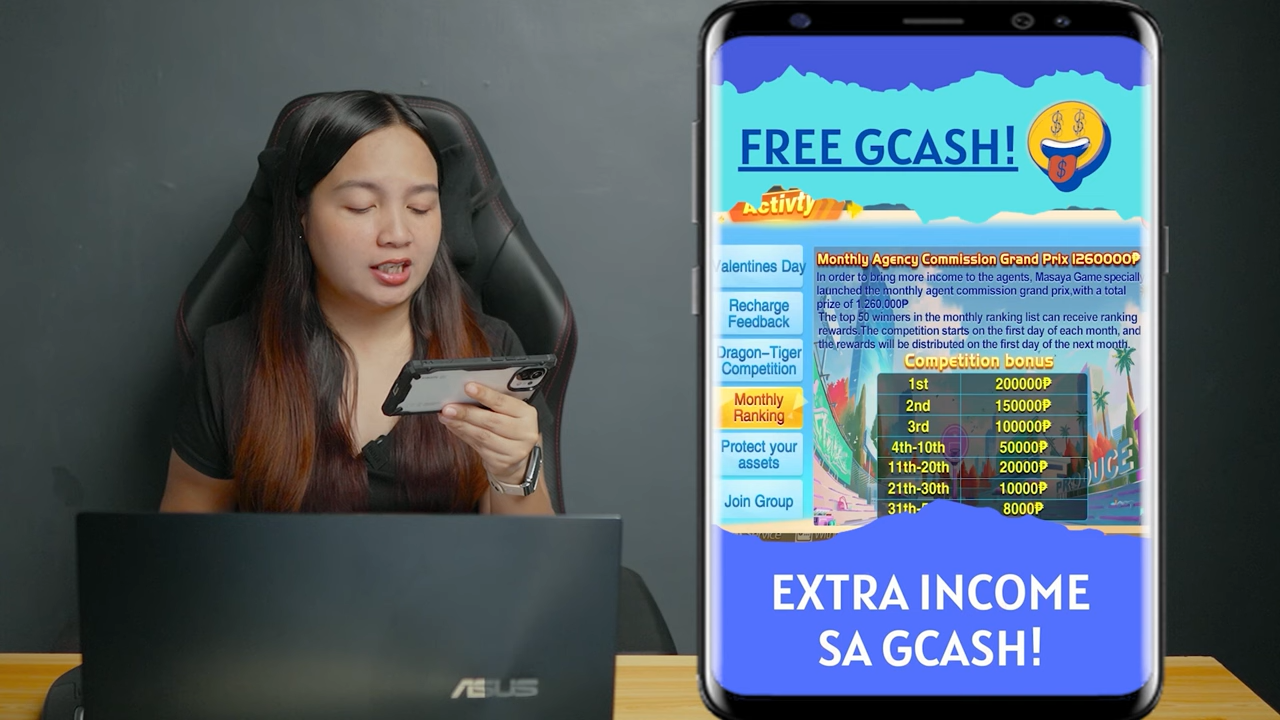 FREE GCASH!
Activty
Valentines Day
Recharge
Feedback
Dragon-Tiger
Competition
Monthly
Ranking
Protect your
assets
Join Group
Monthly Agency Commission Grand Prix 1260000₱
In order to bring more income to the agents, Masaya Game specially
launched the monthly agent commission grand prix,with a total
prize of 1,260,000₱
The top 50 winners in the monthly ranking list can receive ranking
rewards.The competition starts on the first day of each month, and
the rewards will be distributed on the first day of the next month.
Competition bonus
1st 200000₱
2nd 150000₱
3rd 100000₱
4th-10th 50000₱
11th-20th 20000₱
21th-30th 10000₱
8000₱
EXTRA INCOME
SA GCASH!
ASUS